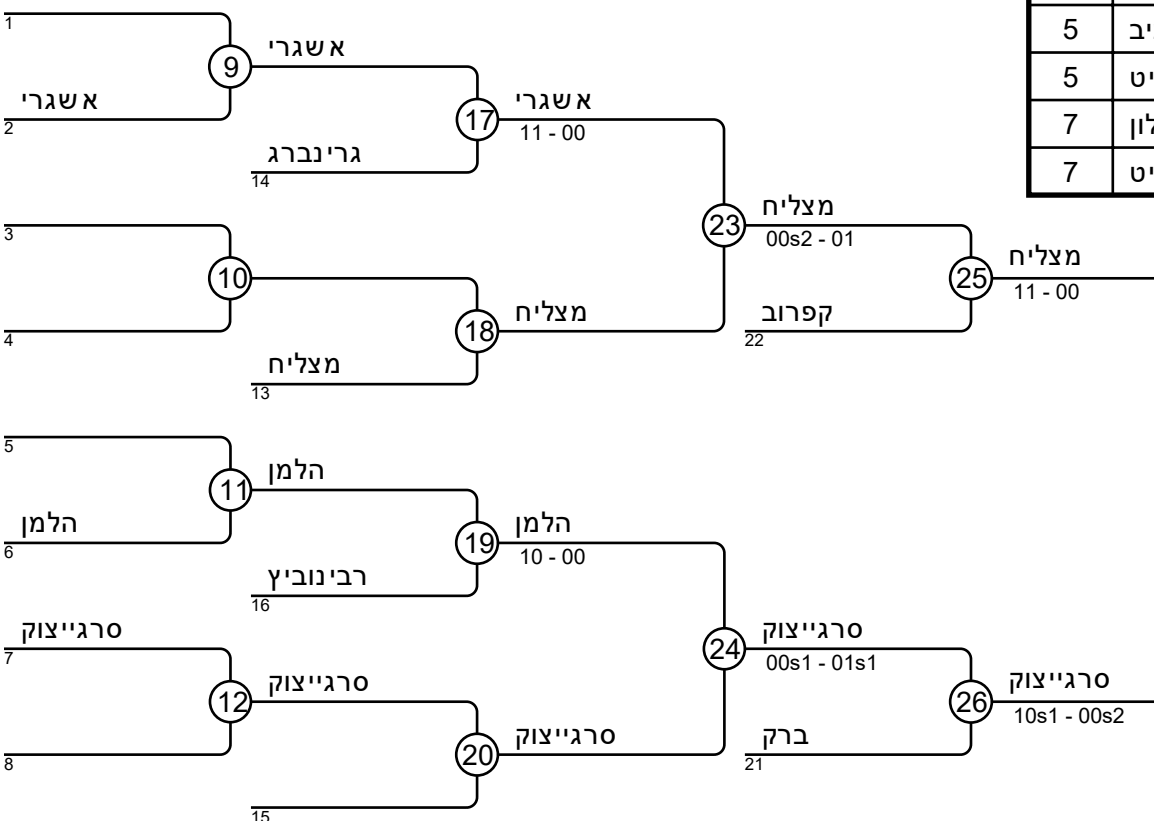 1
5
9
אשגרי
אשגרי
5
2
17
אשגרי
11 - 00
7
גרינברג
14
7
3
23
מצליח
00s2 - 01
10
25
מצליח
11 - 00
4
18
מצליח
קפרוב
22
מצליח
13
5
11
הלמן
הלמן
6
19
הלמן
10 - 00
רבינוביץ
16
סרגייצוק
7
24
סרגייצוק
00s1 - 01s1
12
סרגייצוק
26
סרגייצוק
10s1 - 00s2
8
20
סרגייצוק
ברק
21
15